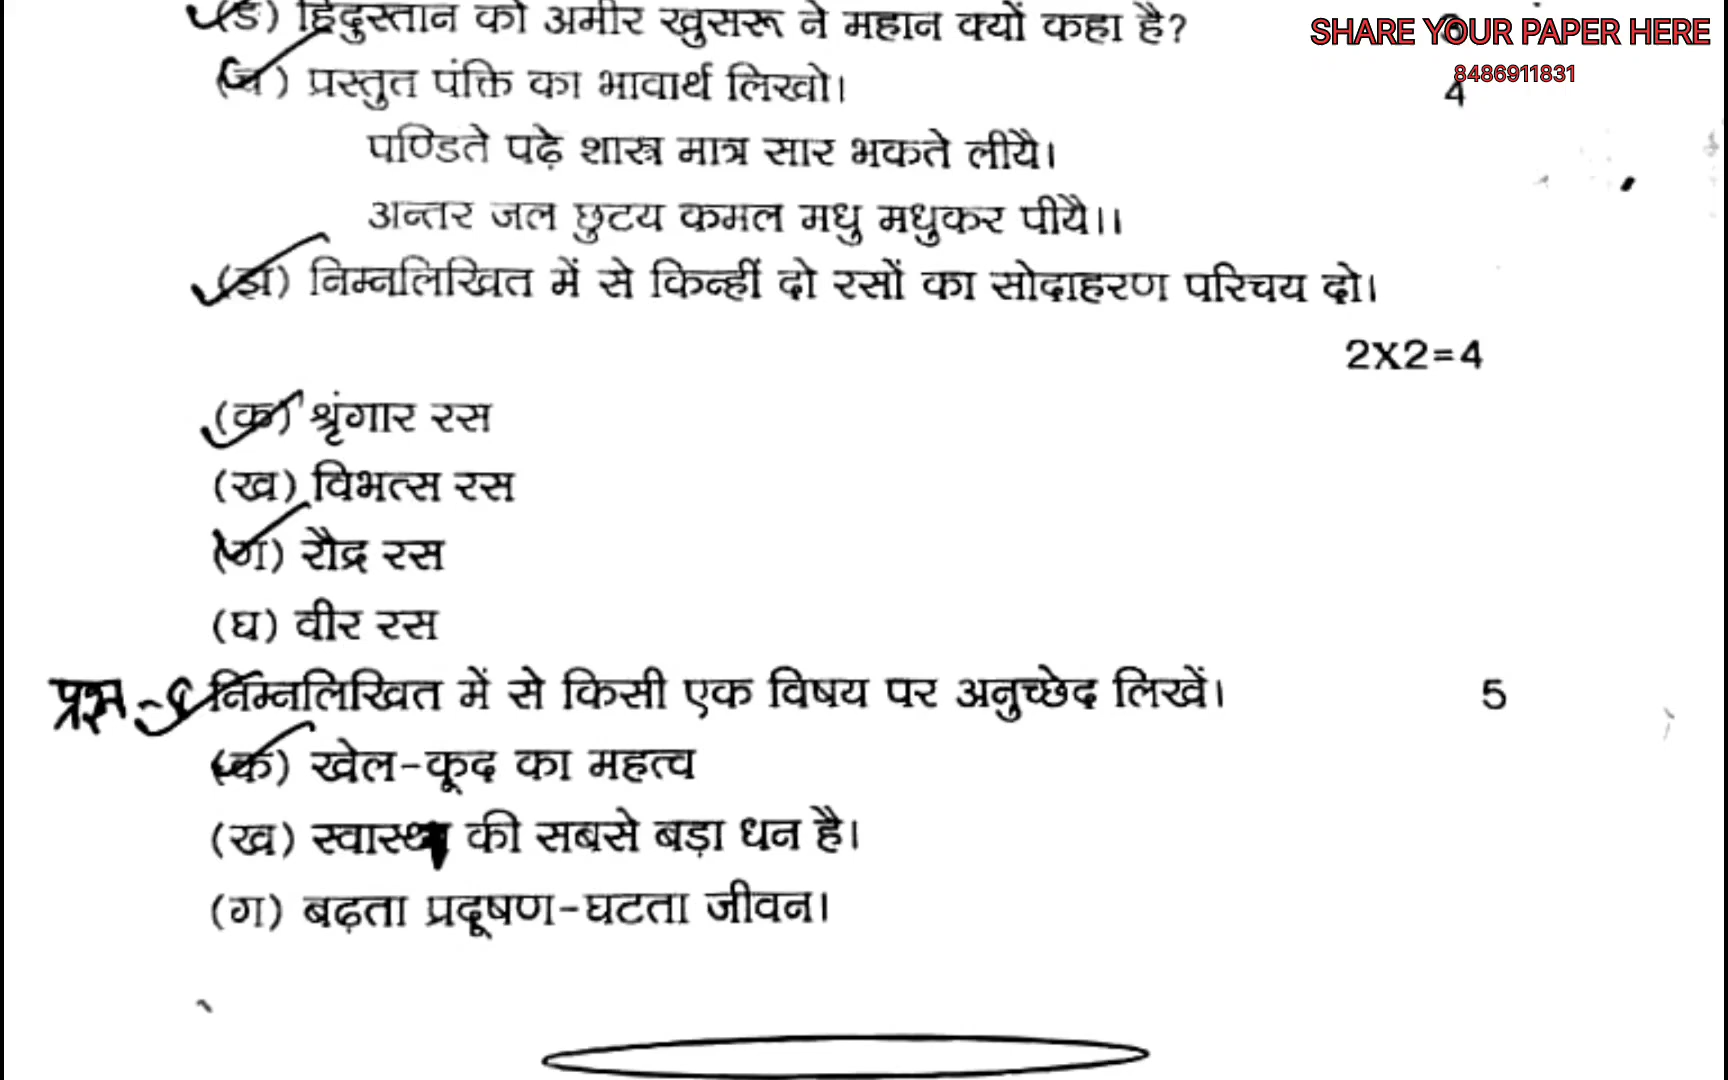 (ङ) हिंदुस्तान को अमीर खुसरू ने महान क्यों कहा है?
SHARE YOUR PAPER HERE
8486911831
(च) प्रस्तुत पंक्ति का भावार्थ लिखो। 4
पण्डिते पढ़े शास्त्र मात्र सार भकते लीयै।
अन्तर जल छुटय कमल मधु मधुकर पीयै।।
(झ) निम्नलिखित में से किन्हीं दो रसों का सोदाहरण परिचय दो।
2X2=4
(क) श्रृंगार रस
(ख) विभत्स रस
(ग) रौद्र रस
(घ) वीर रस
प्रश्न- निम्नलिखित में से किसी एक विषय पर अनुच्छेद लिखें। 5
(क) खेल-कूद का महत्व
(ख) स्वास्थ्य की सबसे बड़ा धन है।
(ग) बढ़ता प्रदूषण-घटता जीवन।